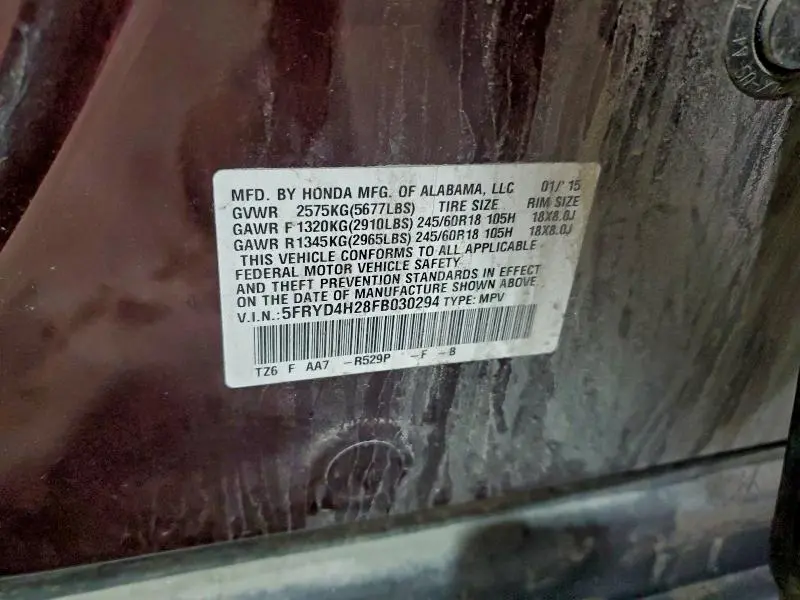 MFD. BY HONDA MFG. OF ALABAMA, LLC 01/'15
GVWR 2575KG(5677LBS) TIRE SIZE RIM SIZE
GAWR F 1320KG(2910LBS) 245/60R18 105H 18X8.0J
GAWR R 1345KG(2965LBS) 245/60R18 105H 18X8.0J
THIS VEHICLE CONFORMS TO ALL APPLICABLE
FEDERAL MOTOR VEHICLE SAFETY
AND THEFT PREVENTION STANDARDS IN EFFECT
ON THE DATE OF MANUFACTURE SHOWN ABOVE.
V.I.N.: 5FRYD4H28FB030294 TYPE: MPV
TZ6 F AA7 -R529P -F -B